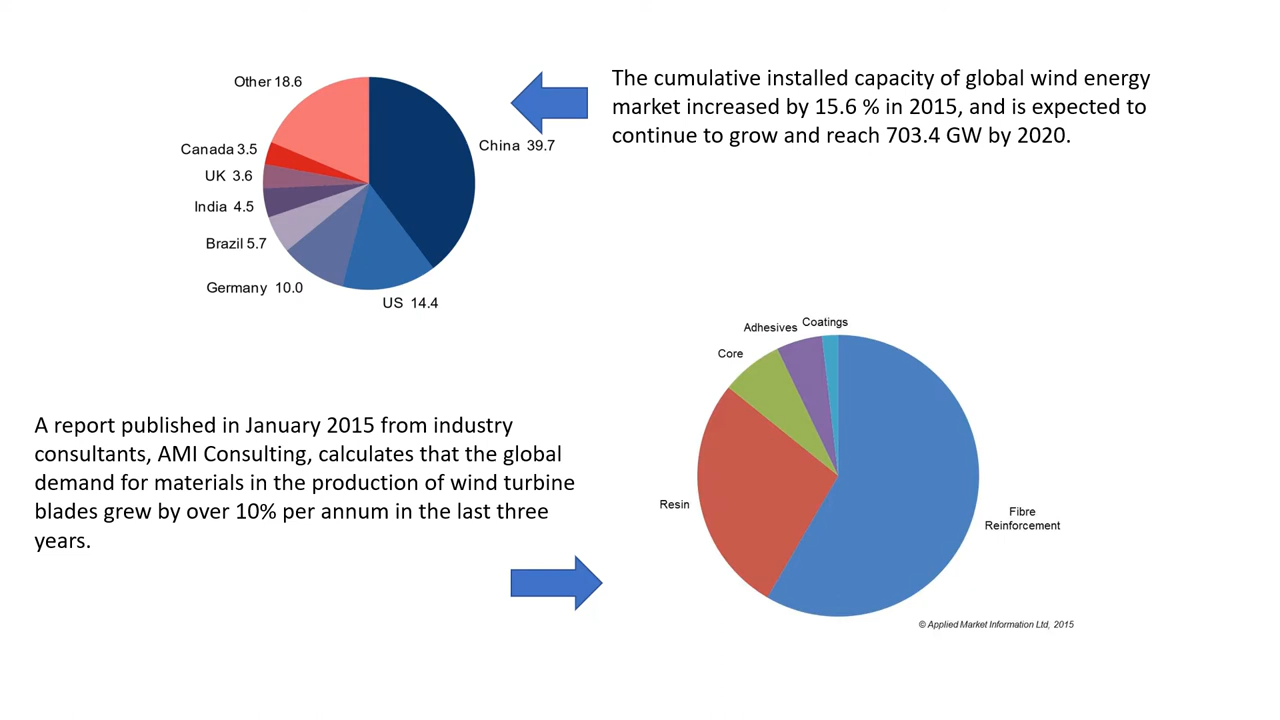 Other 18.6
Canada 3.5
UK 3.6
India 4.5
Brazil 5.7
Germany 10.0
US 14.4
China 39.7
The cumulative installed capacity of global wind energy
market increased by 15.6 % in 2015, and is expected to
continue to grow and reach 703.4 GW by 2020.
A report published in January 2015 from industry
consultants, AMI Consulting, calculates that the global
demand for materials in the production of wind turbine
blades grew by over 10% per annum in the last three
years.
Coatings
Adhesives
Core
Resin
Fibre
Reinforcement
© Applied Market Information Ltd, 2015